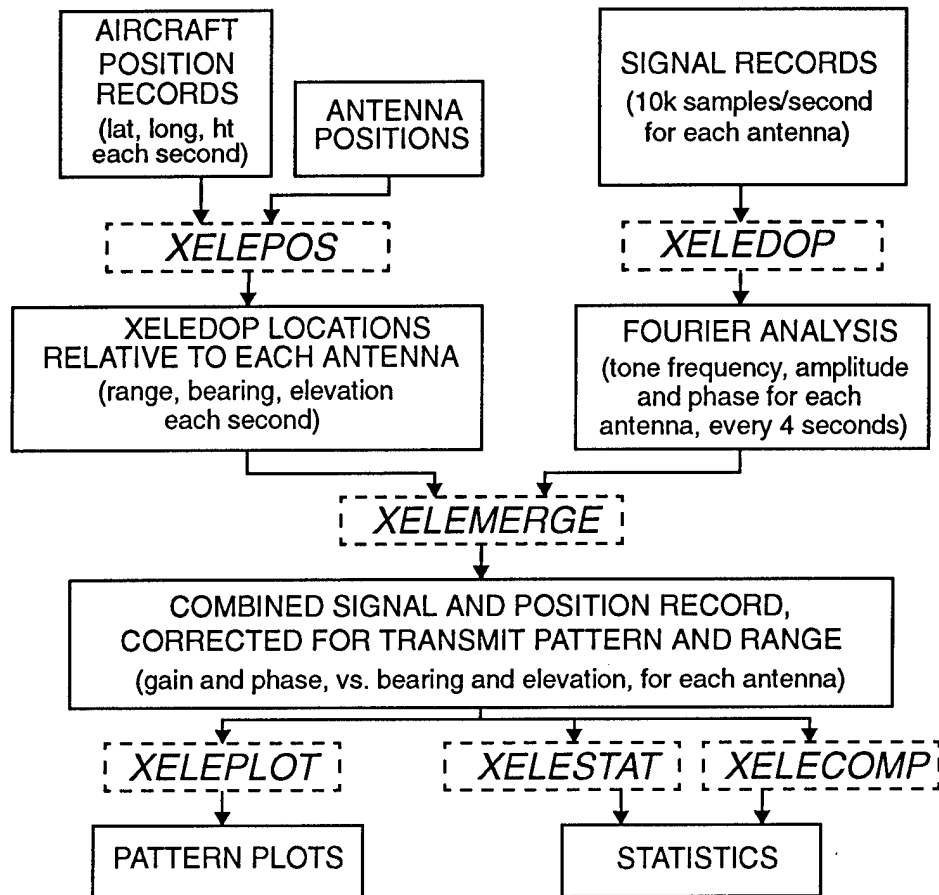 AIRCRAFT
POSITION
RECORDS
(lat, long, ht
each second)
ANTENNA
POSITIONS
SIGNAL RECORDS
(10k samples/second
for each antenna)
XELEPOS
XELEDOP
XELEDOP LOCATIONS
RELATIVE TO EACH ANTENNA
(range, bearing, elevation
each second)
FOURIER ANALYSIS
(tone frequency, amplitude
and phase for each
antenna, every 4 seconds)
XELEMERGE
COMBINED SIGNAL AND POSITION RECORD,
CORRECTED FOR TRANSMIT PATTERN AND RANGE
(gain and phase, vs. bearing and elevation, for each antenna)
XELEPLOT
XELESTAT
XELECOMP
PATTERN PLOTS
STATISTICS